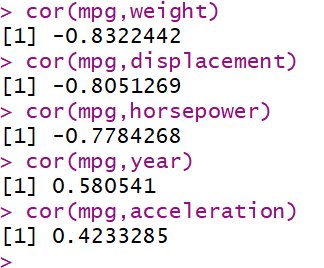 > cor(mpg,weight)
[1] -0.8322442
> cor(mpg,displacement)
[1] -0.8051269
> cor(mpg,horsepower)
[1] -0.7784268
> cor(mpg,year)
[1] 0.580541
> cor(mpg,acceleration)
[1] 0.4233285
>